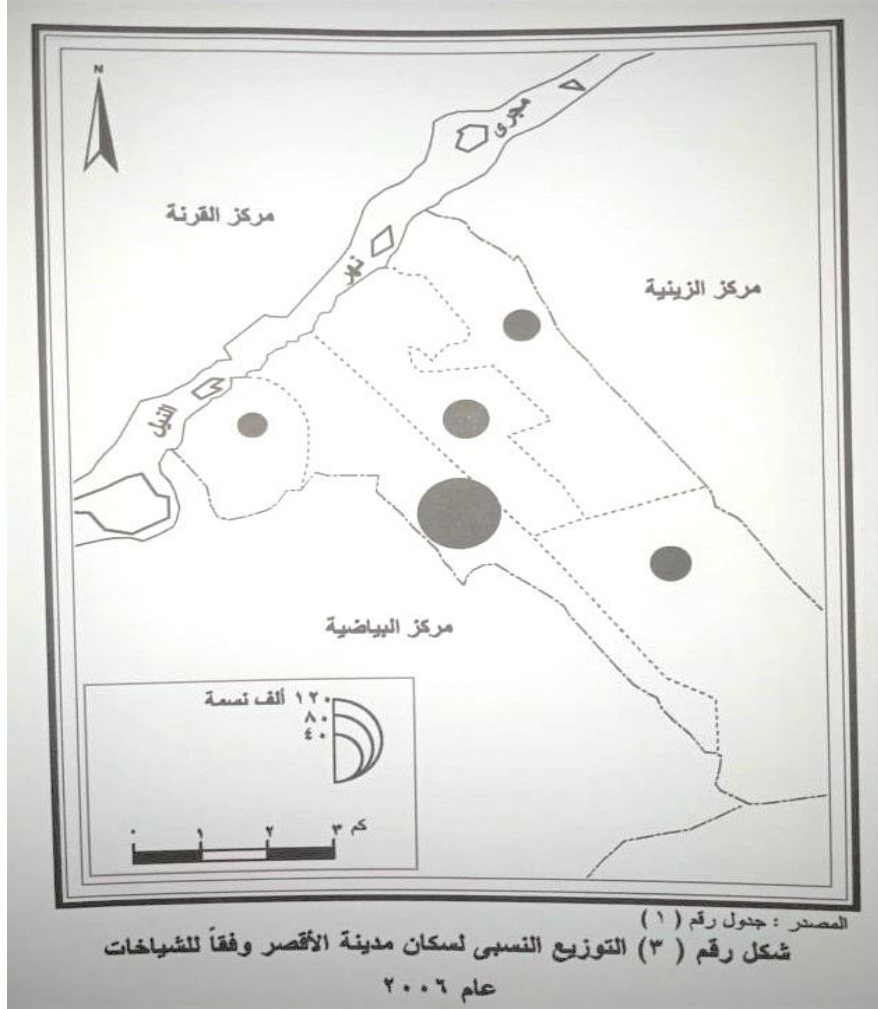 N
مجرى
مركز القرنة
نهر
مركز الزينية
النيل
مركز البياضية
١٢٠ ألف نسمة
٨٠
٤٠
٠ ١ ٢ ٣ كم
المصدر : جدول رقم ( ١ )
شكل رقم ( ٣ ) التوزيع النسبى لسكان مدينة الأقصر وفقاً للشياخات
عام ٢٠٠٦